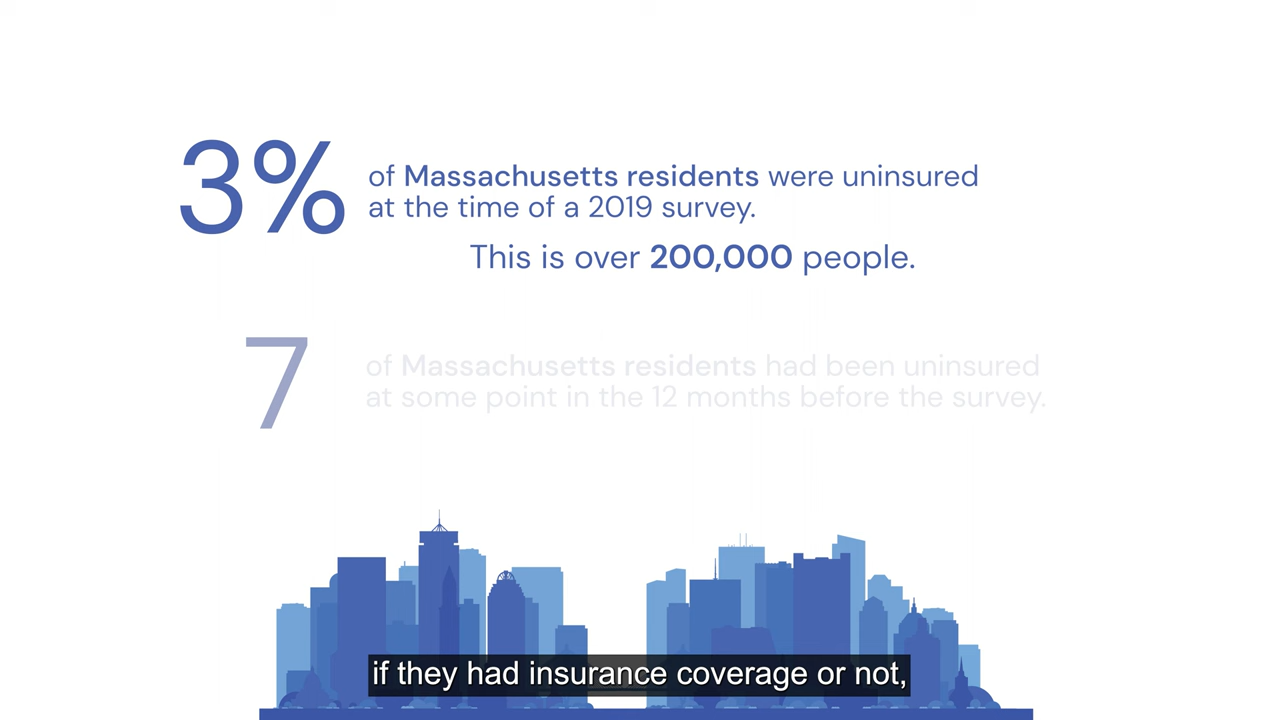 3%
of Massachusetts residents were uninsured
at the time of a 2019 survey.
This is over 200,000 people.
7
of Massachusetts residents had been uninsured
at some point in the 12 months before the survey.
if they had insurance coverage or not,